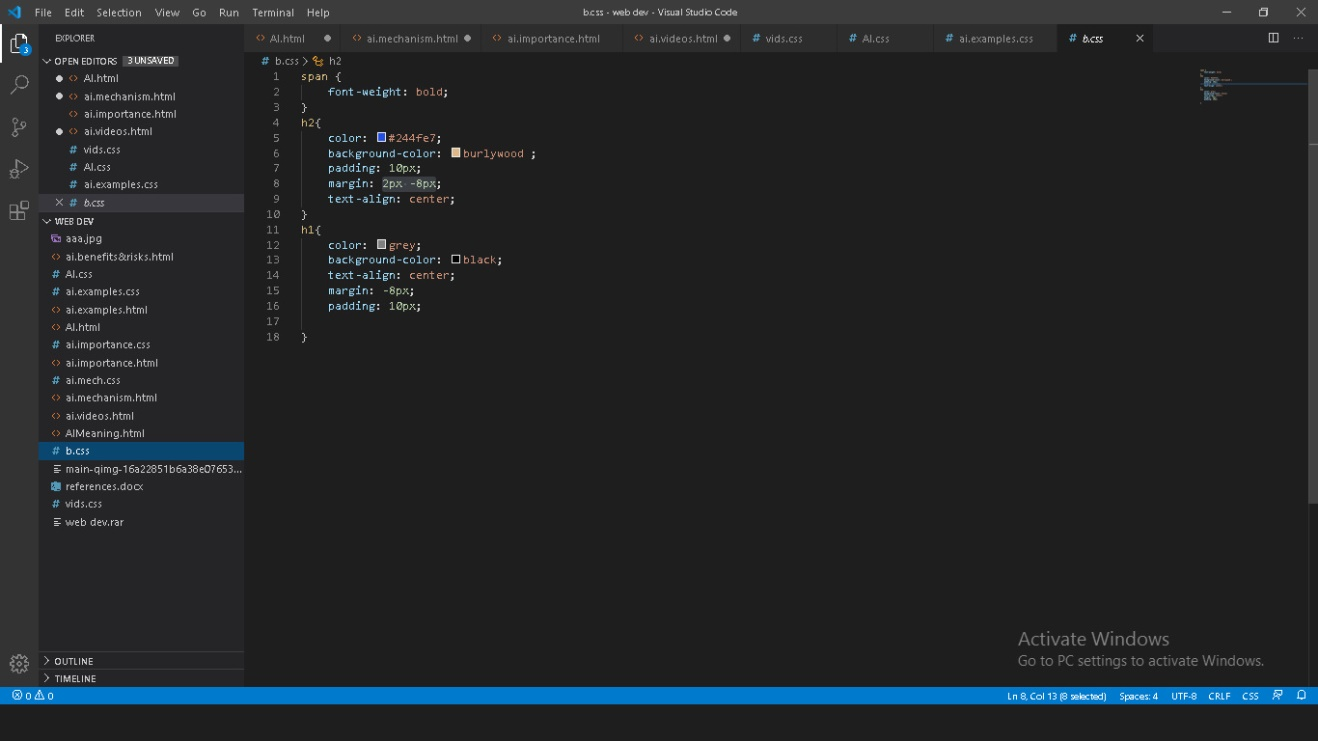 File Edit Selection View Go Run Terminal Help
b.css - web dev - Visual Studio Code
EXPLORER
AI.html
ai.mechanism.html
ai.importance.html
ai.videos.html
vids.css
AI.css
ai.examples.css
b.css
3
OPEN EDITORS 3 UNSAVED
AI.html
ai.mechanism.html
ai.importance.html
ai.videos.html
vids.css
AI.css
ai.examples.css
b.css
WEB DEV
aaa.jpg
ai.benefits&risks.html
AI.css
ai.examples.css
ai.examples.html
AI.html
ai.importance.css
ai.importance.html
ai.mech.css
ai.mechanism.html
ai.videos.html
AIMeaning.html
b.css
main-qimg-16a22851b6a38e07653...
references.docx
vids.css
web dev.rar
OUTLINE
TIMELINE
# b.css > h2
1 span {
2 font-weight: bold;
3 }
4 h2{
5 color: #244fe7;
6 background-color: burlywood ;
7 padding: 10px;
8 margin: 2px -8px;
9 text-align: center;
10 }
11 h1{
12 color: grey;
13 background-color: black;
14 text-align: center;
15 margin: -8px;
16 padding: 10px;
17
18 }
Activate Windows
Go to PC settings to activate Windows.
0 0
Ln 8, Col 13 (8 selected) Spaces: 4 UTF-8 CRLF CSS